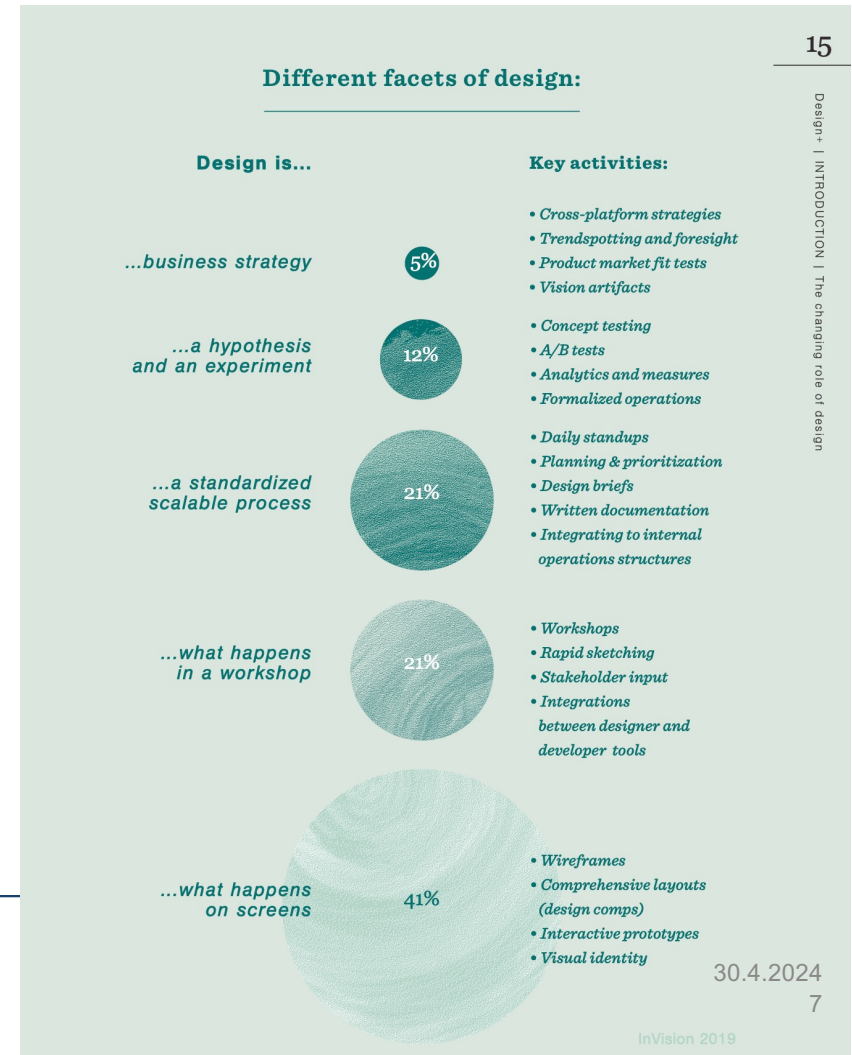 15
Design+ | INTRODUCTION | The changing role of design
Different facets of design:
Design is...
Key activities:
...business strategy
5%
• Cross-platform strategies
• Trendspotting and foresight
• Product market fit tests
• Vision artifacts
...a hypothesis
and an experiment
12%
• Concept testing
• A/B tests
• Analytics and measures
• Formalized operations
...a standardized
scalable process
21%
• Daily standups
• Planning & prioritization
• Design briefs
• Written documentation
• Integrating to internal
operations structures
...what happens
in a workshop
21%
• Workshops
• Rapid sketching
• Stakeholder input
• Integrations
between designer and
developer tools
...what happens
on screens
41%
• Wireframes
• Comprehensive layouts
(design comps)
• Interactive prototypes
• Visual identity
30.4.2024
7
InVision 2019